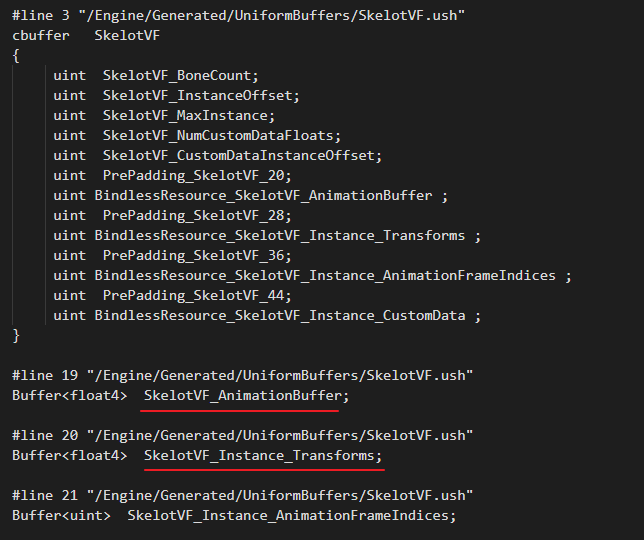 #line 3 "/Engine/Generated/UniformBuffers/SkelotVF.ush"
cbuffer   SkelotVF
{
     uint  SkelotVF_BoneCount;
     uint  SkelotVF_InstanceOffset;
     uint  SkelotVF_MaxInstance;
     uint  SkelotVF_NumCustomDataFloats;
     uint  SkelotVF_CustomDataInstanceOffset;
     uint  PrePadding_SkelotVF_20;
     uint BindlessResource_SkelotVF_AnimationBuffer ;
     uint  PrePadding_SkelotVF_28;
     uint BindlessResource_SkelotVF_Instance_Transforms ;
     uint  PrePadding_SkelotVF_36;
     uint BindlessResource_SkelotVF_Instance_AnimationFrameIndices ;
     uint  PrePadding_SkelotVF_44;
     uint BindlessResource_SkelotVF_Instance_CustomData ;
}
#line 19 "/Engine/Generated/UniformBuffers/SkelotVF.ush"
Buffer<float4>  SkelotVF_AnimationBuffer;
#line 20 "/Engine/Generated/UniformBuffers/SkelotVF.ush"
Buffer<float4>  SkelotVF_Instance_Transforms;
#line 21 "/Engine/Generated/UniformBuffers/SkelotVF.ush"
Buffer<uint>  SkelotVF_Instance_AnimationFrameIndices;